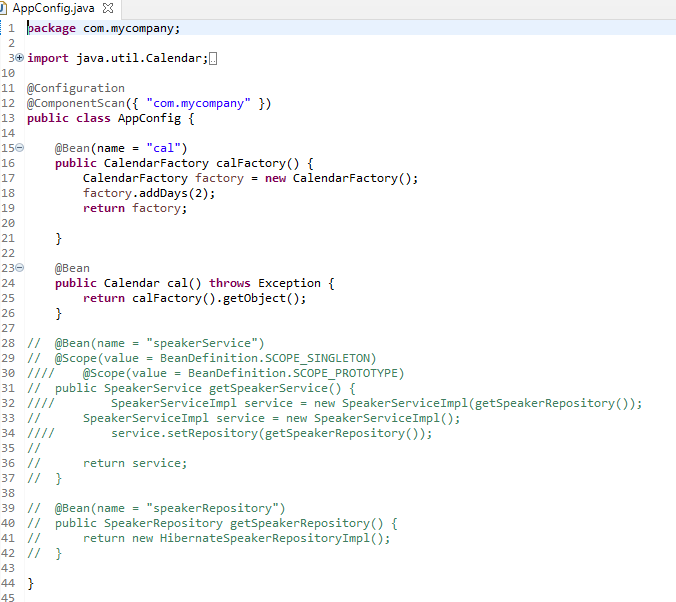 AppConfig.java
1 package com.mycompany;
2
3 import java.util.Calendar;
10
11 @Configuration
12 @ComponentScan({ "com.mycompany" })
13 public class AppConfig {
14
15 @Bean(name = "cal")
16 public CalendarFactory calFactory() {
17 CalendarFactory factory = new CalendarFactory();
18 factory.addDays(2);
19 return factory;
20
21 }
22
23 @Bean
24 public Calendar cal() throws Exception {
25 return calFactory().getObject();
26 }
27
28 // @Bean(name = "speakerService")
29 // @Scope(value = BeanDefinition.SCOPE_SINGLETON)
30 //// @Scope(value = BeanDefinition.SCOPE_PROTOTYPE)
31 // public SpeakerService getSpeakerService() {
32 //// SpeakerServiceImpl service = new SpeakerServiceImpl(getSpeakerRepository());
33 // SpeakerServiceImpl service = new SpeakerServiceImpl();
34 //// service.setRepository(getSpeakerRepository());
35 //
36 // return service;
37 // }
38
39 // @Bean(name = "speakerRepository")
40 // public SpeakerRepository getSpeakerRepository() {
41 // return new HibernateSpeakerRepositoryImpl();
42 // }
43
44 }
45